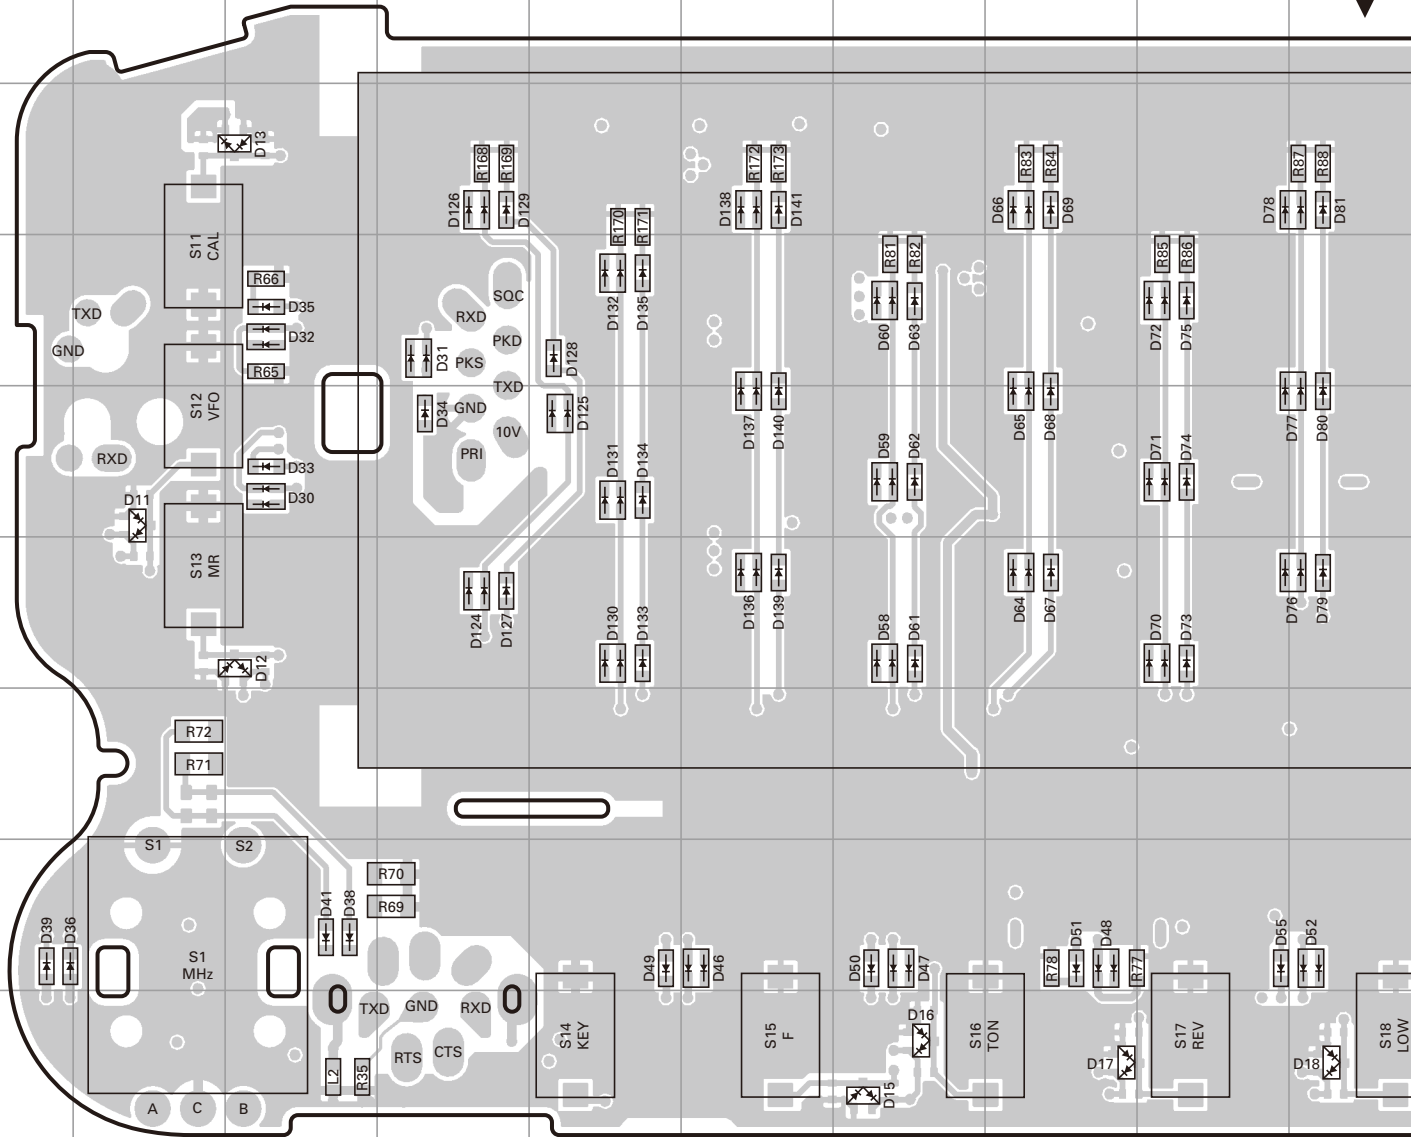 D13
R168
R169
R172
R173
R83
R84
R87
R88
D126
D129
D138
D141
D66
D69
D78
D81
R170
R171
S11
CAL
R81
R82
R85
R86
R66
D35
D32
R65
TXD
GND
SQC
RXD
PKD
PKS
TXD
GND
10V
PRI
D132
D135
D60
D63
D72
D75
D31
D128
D34
D125
S12
VFO
RXD
D33
D30
D11
D137
D140
D65
D68
D77
D80
D131
D134
D59
D62
D71
D74
S13
MR
D124
D127
D130
D133
D136
D139
D64
D67
D76
D79
D58
D61
D70
D73
D12
R72
R71
S1
S2
R70
R69
D41
D38
D39
D36
S1
MHz
D49
D46
D50
D47
R78
D51
D48
R77
D55
D52
TXD
GND
RXD
RTS
CTS
L2
R35
S14
KEY
S15
F
D16
D15
S16
TON
D17
S17
REV
D18
S18
LOW
A
C
B